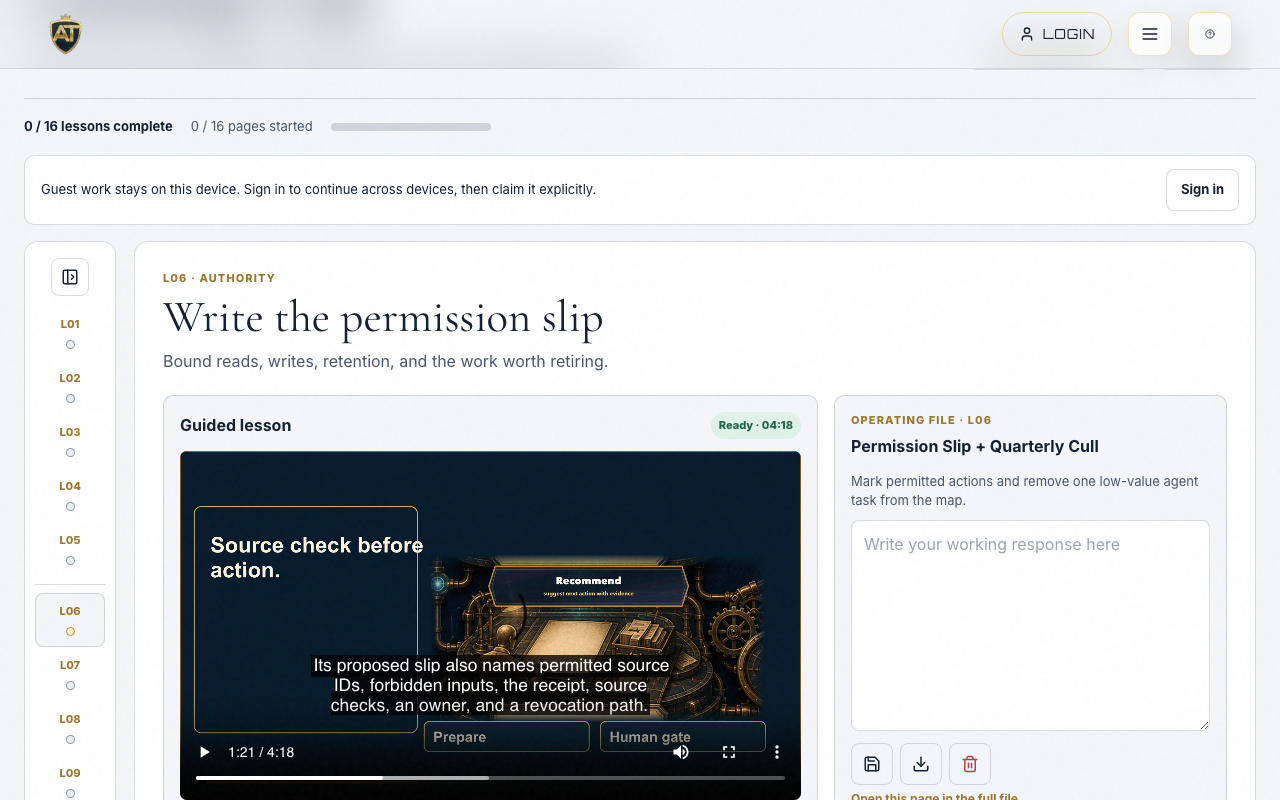 AT
LOGIN
0 / 16 lessons complete
0 / 16 pages started
Guest work stays on this device. Sign in to continue across devices, then claim it explicitly.
Sign in
L01
L02
L03
L04
L05
L06
L07
L08
L09
L06 · AUTHORITY
Write the permission slip
Bound reads, writes, retention, and the work worth retiring.
Guided lesson
Ready · 04:18
Source check before
action.
Recommend
suggest next action with evidence
Its proposed slip also names permitted source
IDs, forbidden inputs, the receipt, source
checks, an owner, and a revocation path.
Prepare
Human gate
1:21 / 4:18
OPERATING FILE · L06
Permission Slip + Quarterly Cull
Mark permitted actions and remove one low-value agent
task from the map.
Write your working response here
Open this page in the full file